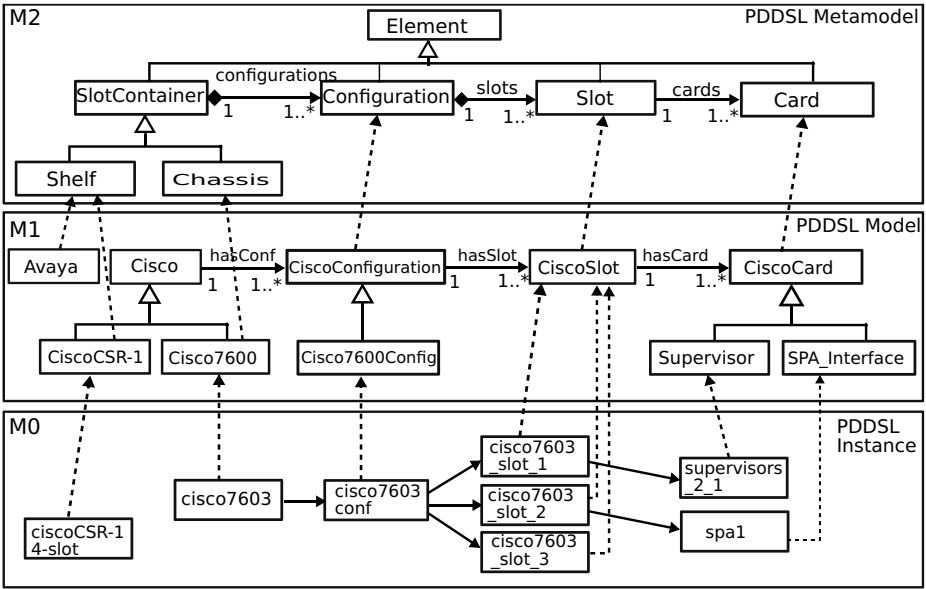 M2
PDDSL Metamodel
Element
configurations
SlotContainer
1
1..*
Configuration
slots
1
1..*
Slot
cards
1
1..*
Card
Shelf
Chassis
M1
PDDSL Model
Avaya
Cisco
hasConf
1
1..*
CiscoConfiguration
hasSlot
1
1..*
CiscoSlot
hasCard
1
1..*
CiscoCard
CiscoCSR-1
Cisco7600
Cisco7600Config
Supervisor
SPA_Interface
M0
PDDSL
Instance
cisco7603
_slot_1
supervisors
_2_1
cisco7603
cisco7603
conf
cisco7603
_slot_2
spa1
ciscoCSR-1
4-slot
cisco7603
_slot_3